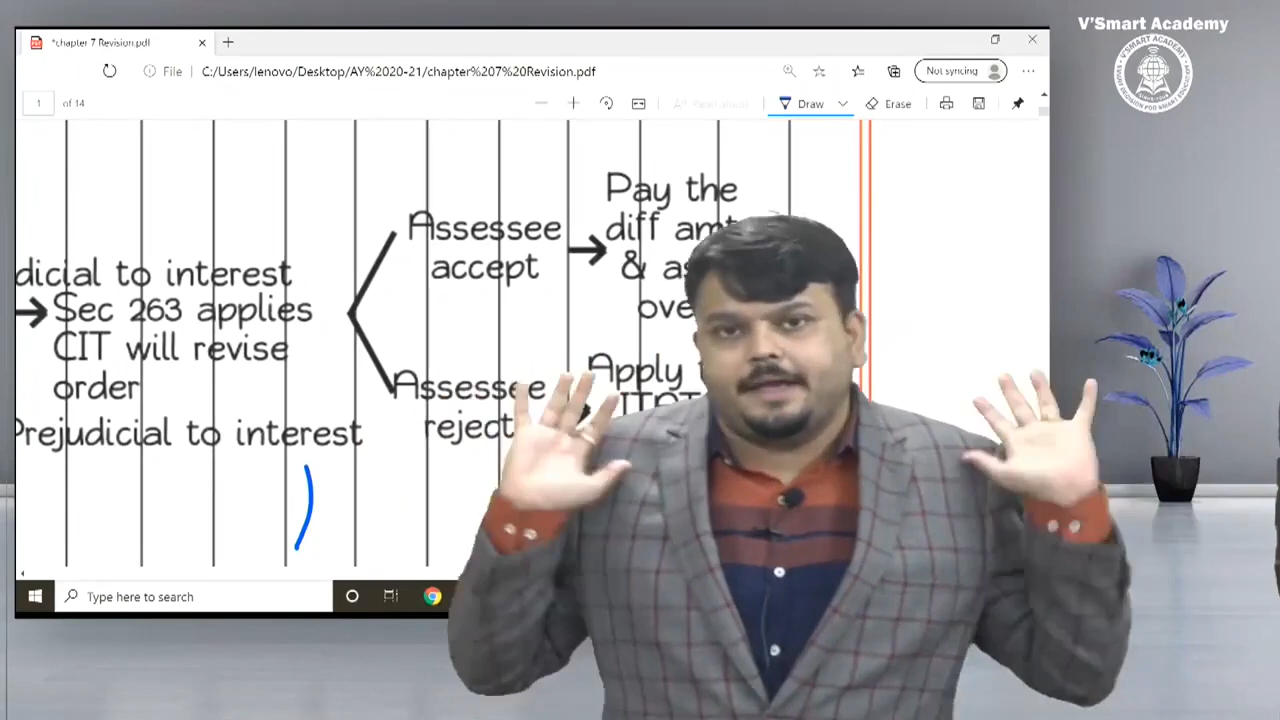 V'Smart Academy
*chapter 7 Revision.pdf
File
C:/Users/lenovo/Desktop/AY%2020-21/chapter%207%20Revision.pdf
Not syncing
1 of 14
Draw
Erase
Pay the
diff amt
&
ove
Assessee
accept
dicial to interest
Sec 263 applies
CIT will revise
order
Prejudicial to interest
Assessee
reject
Apply
ITAT
Type here to search